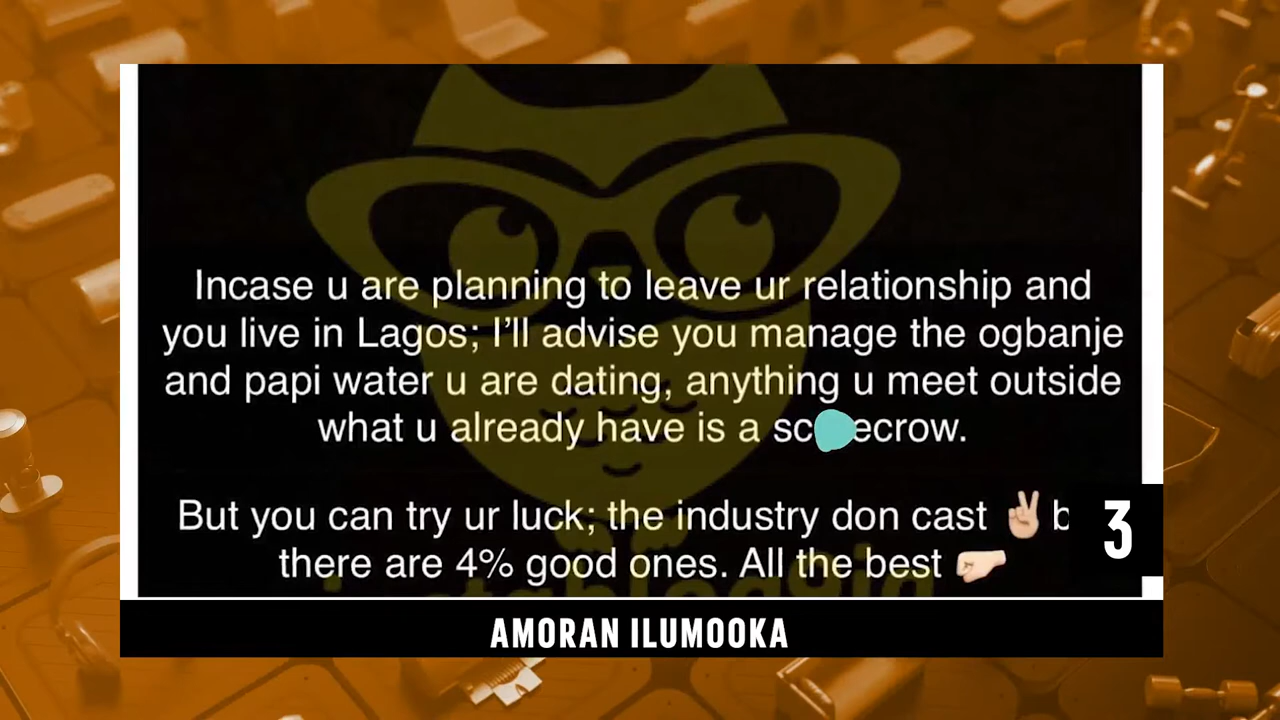 Incase u are planning to leave ur relationship and
you live in Lagos; I’ll advise you manage the ogbanje
and papi water u are dating, anything u meet outside
what u already have is a sc ecrow.
But you can try ur luck; the industry don cast ✌🏻 b
there are 4% good ones. All the best 🤛🏻
3
AMORAN ILUMOOKA